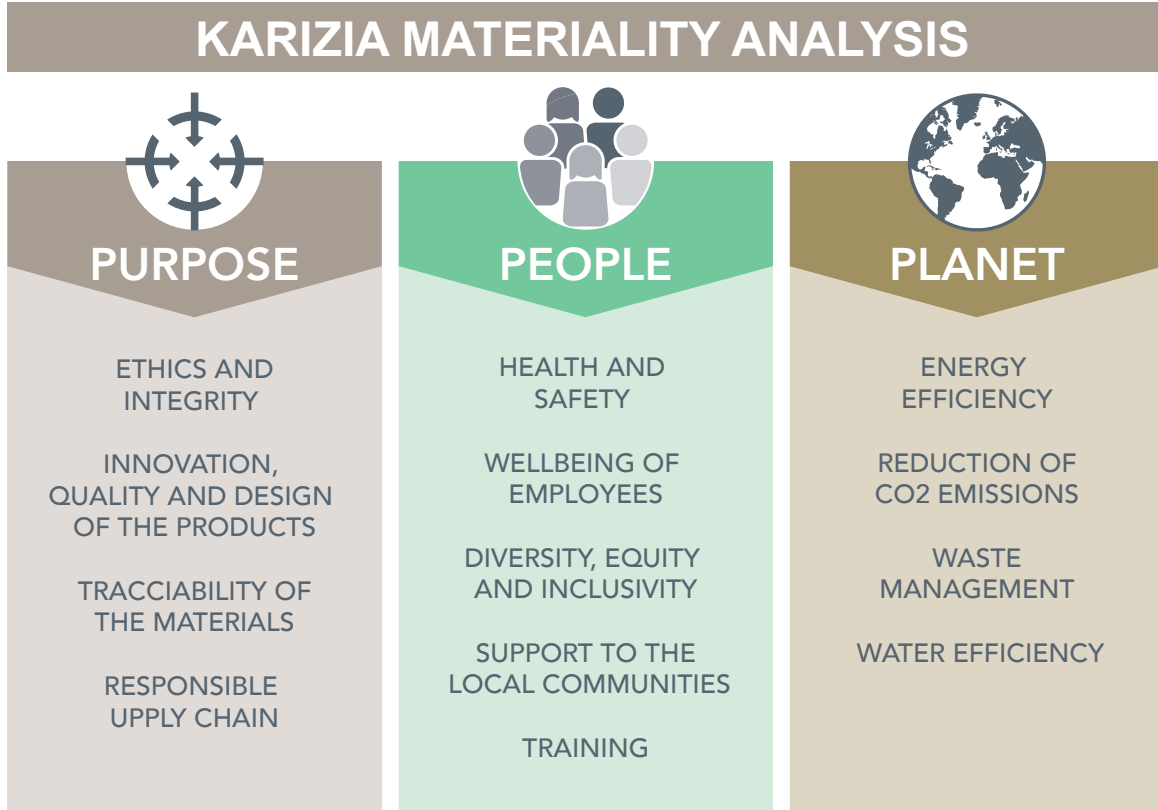 KARIZIA MATERIALITY ANALYSIS
PURPOSE
ETHICS AND
INTEGRITY
INNOVATION,
QUALITY AND DESIGN
OF THE PRODUCTS
TRACCIABILITY OF
THE MATERIALS
RESPONSIBLE
UPPLY CHAIN
PEOPLE
HEALTH AND
SAFETY
WELLBEING OF
EMPLOYEES
DIVERSITY, EQUITY
AND INCLUSIVITY
SUPPORT TO THE
LOCAL COMMUNITIES
TRAINING
PLANET
ENERGY
EFFICIENCY
REDUCTION OF
CO2 EMISSIONS
WASTE
MANAGEMENT
WATER EFFICIENCY